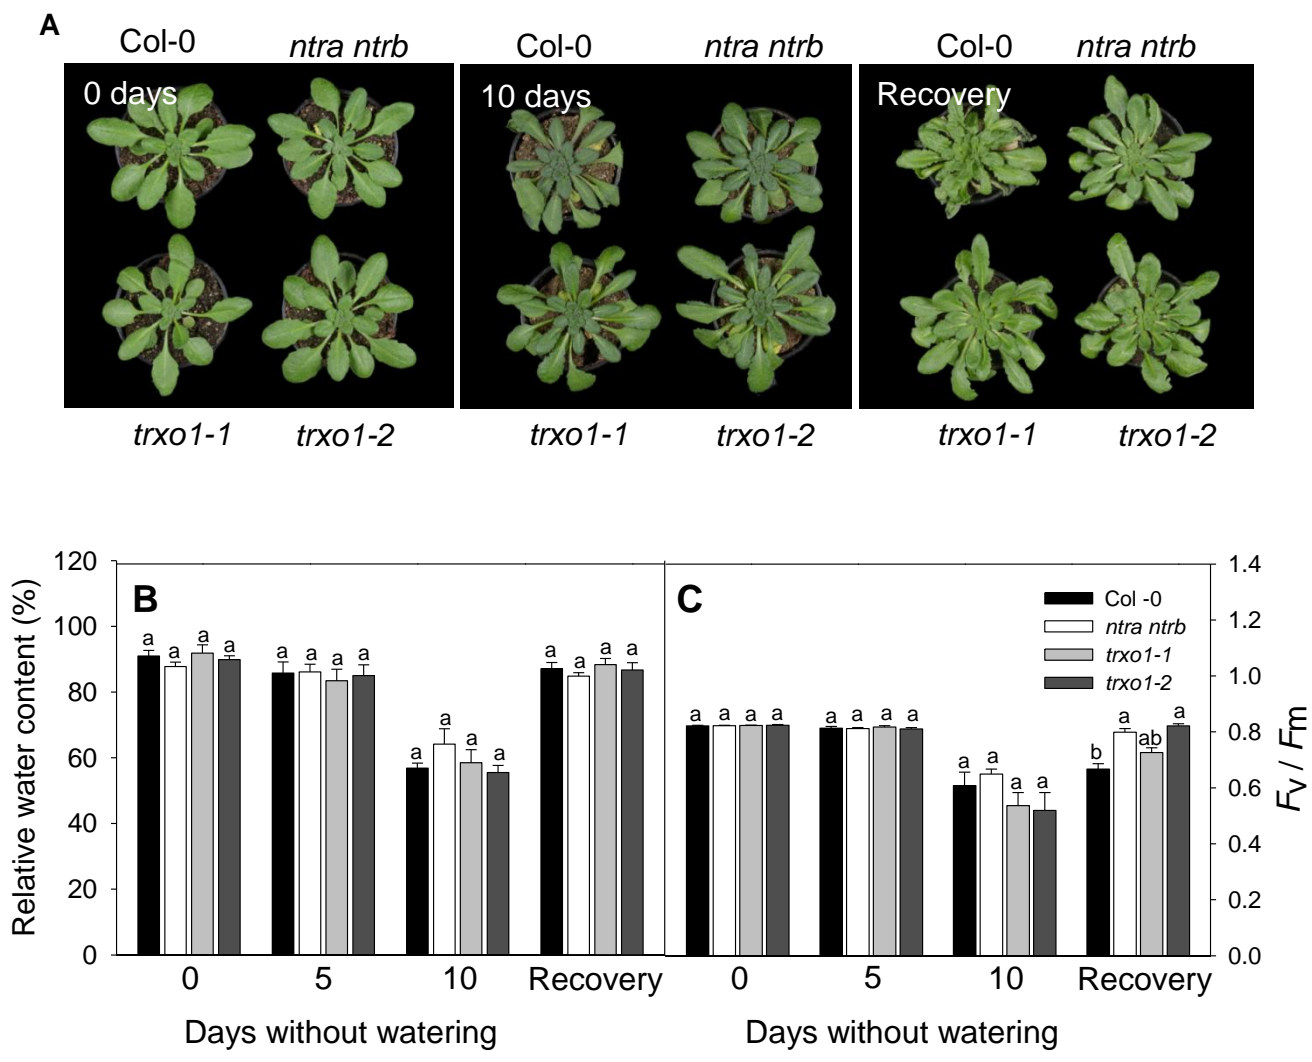 A
Col-0 ntra ntrb Col-0 ntra ntrb Col-0 ntra ntrb
0 days 10 days Recovery
trxo1-1 trxo1-2 trxo1-1 trxo1-2 trxo1-1 trxo1-2
Relative water content (%)
120
100
80
60
40
20
0
B
a a a a
a a a a
a a a a
a a a a
0 5 10 Recovery
Days without watering
C
Col -0
ntra ntrb
trxo1-1
trxo1-2
a a a a
a a a a
a a a a
b a ab a
0 5 10 Recovery
Days without watering
1.4
1.2
1.0
0.8
0.6
0.4
0.2
0.0
Fv / Fm